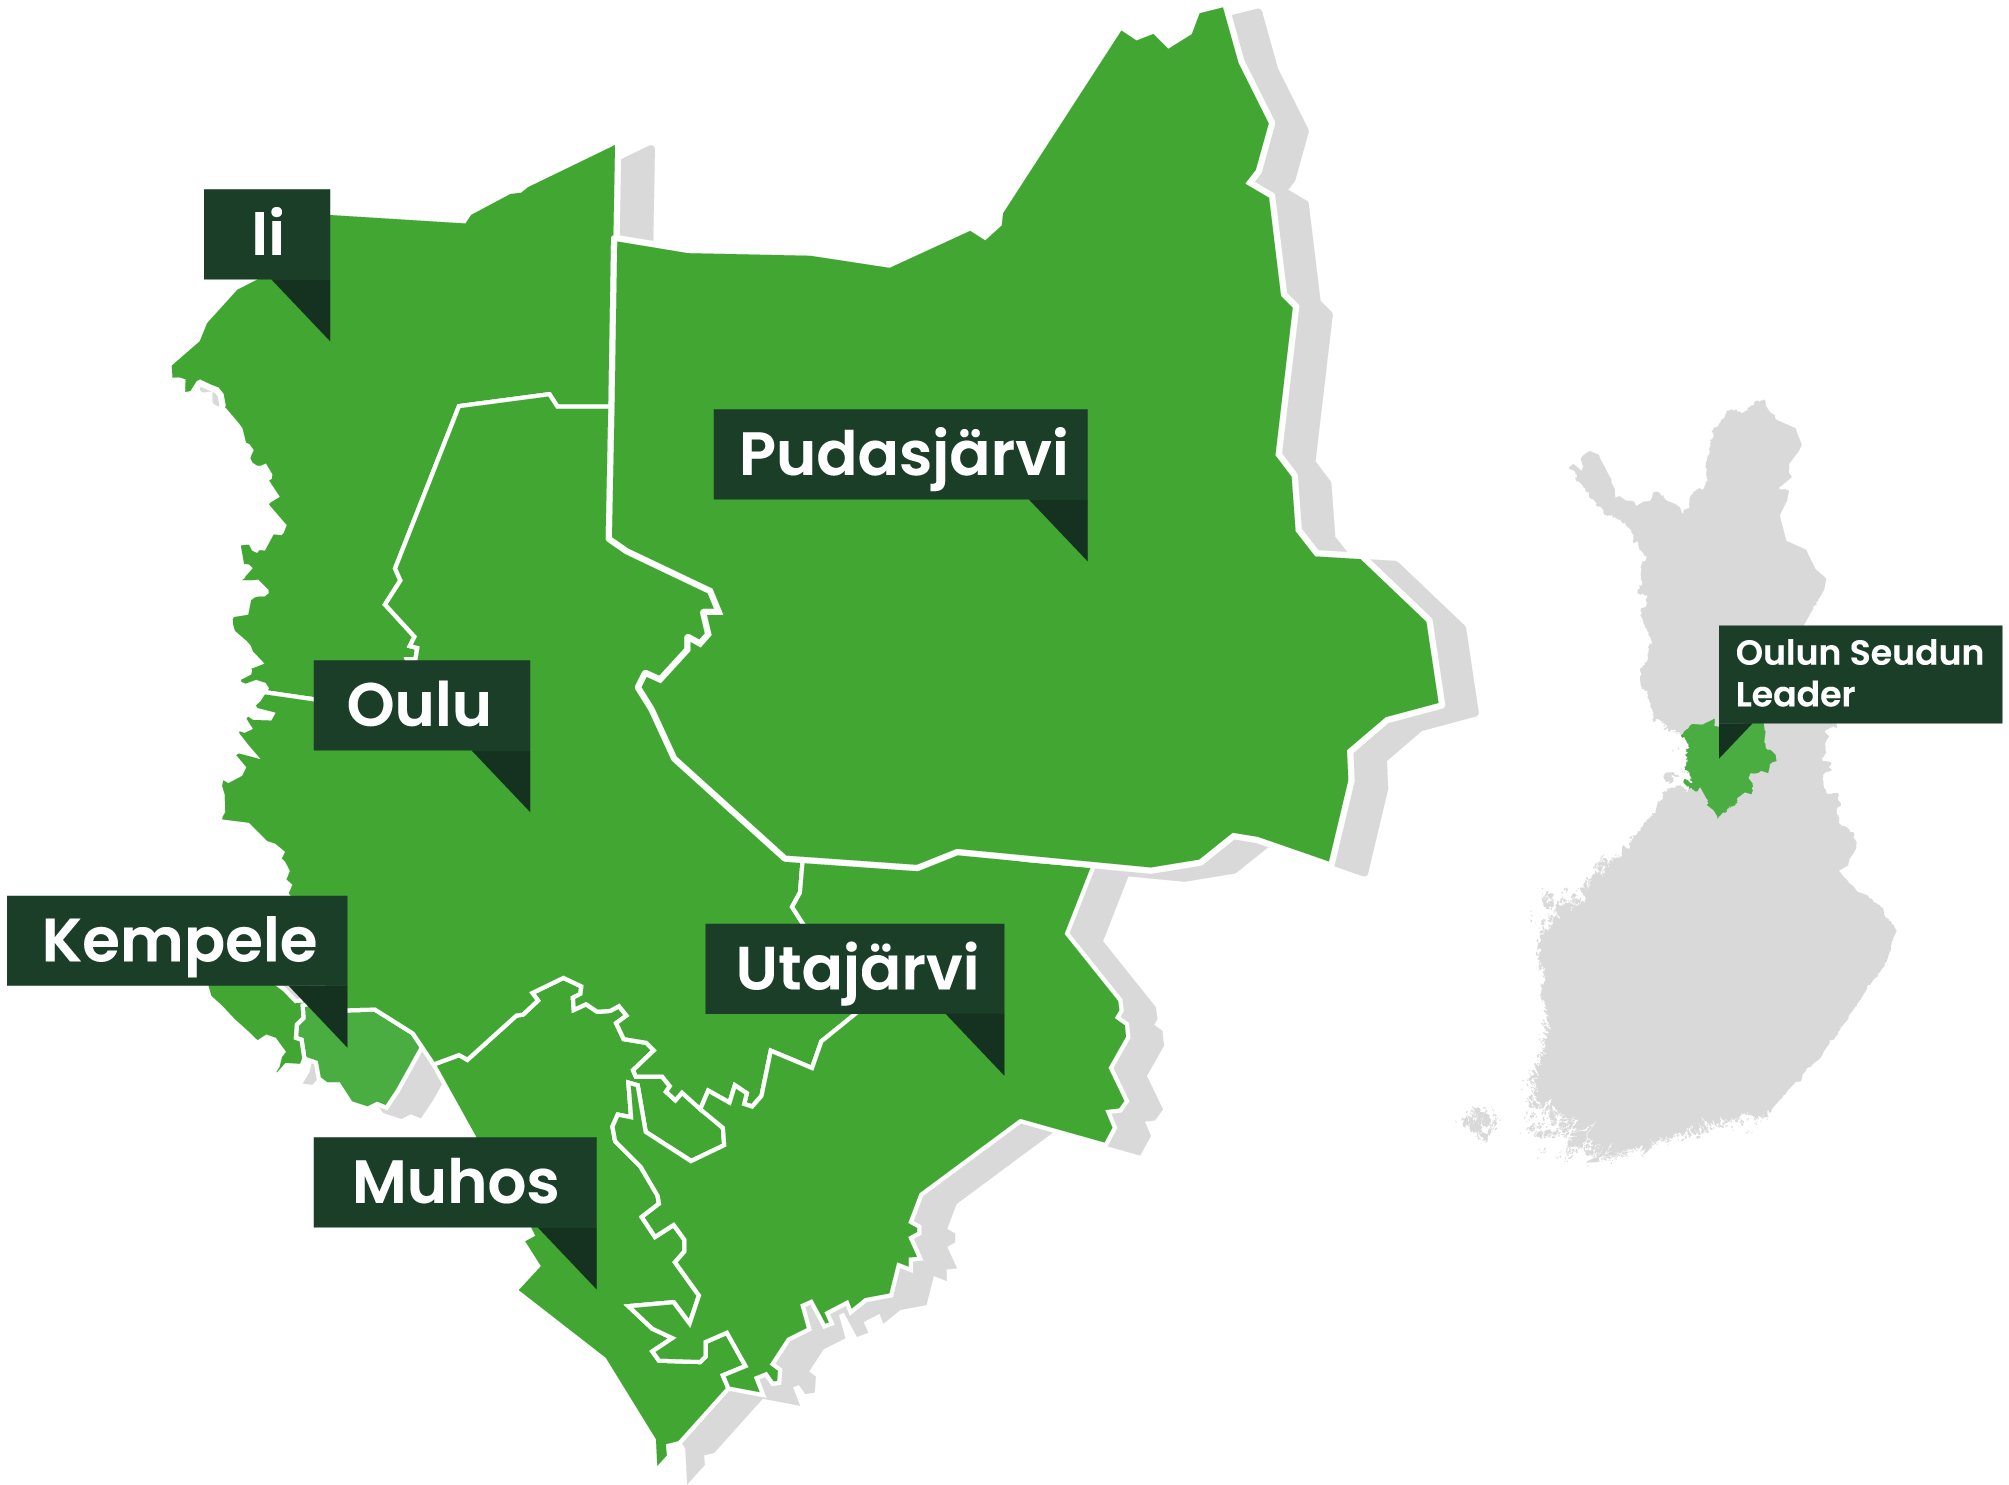 Ii
Pudasjärvi
Oulun Seudun
Leader
Oulu
Kempele
Utajärvi
Muhos